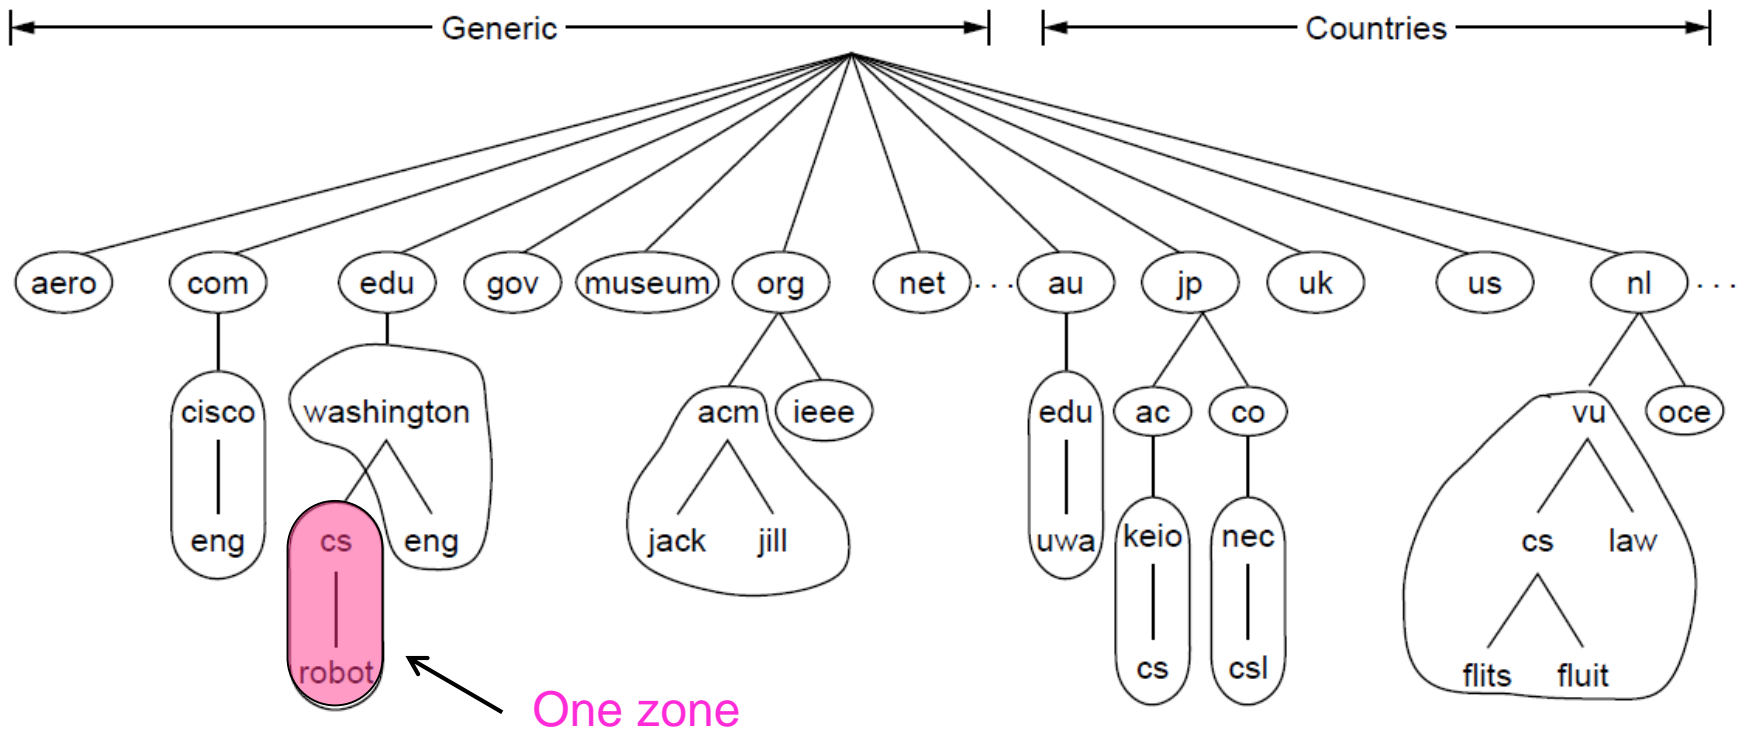 Generic Countries
aero com edu gov museum org net ... au jp uk us nl ...
cisco washington acm ieee edu ac co vu oce
eng cs eng jack jill uwa keio nec cs law
robot cs csl flits fluit
One zone